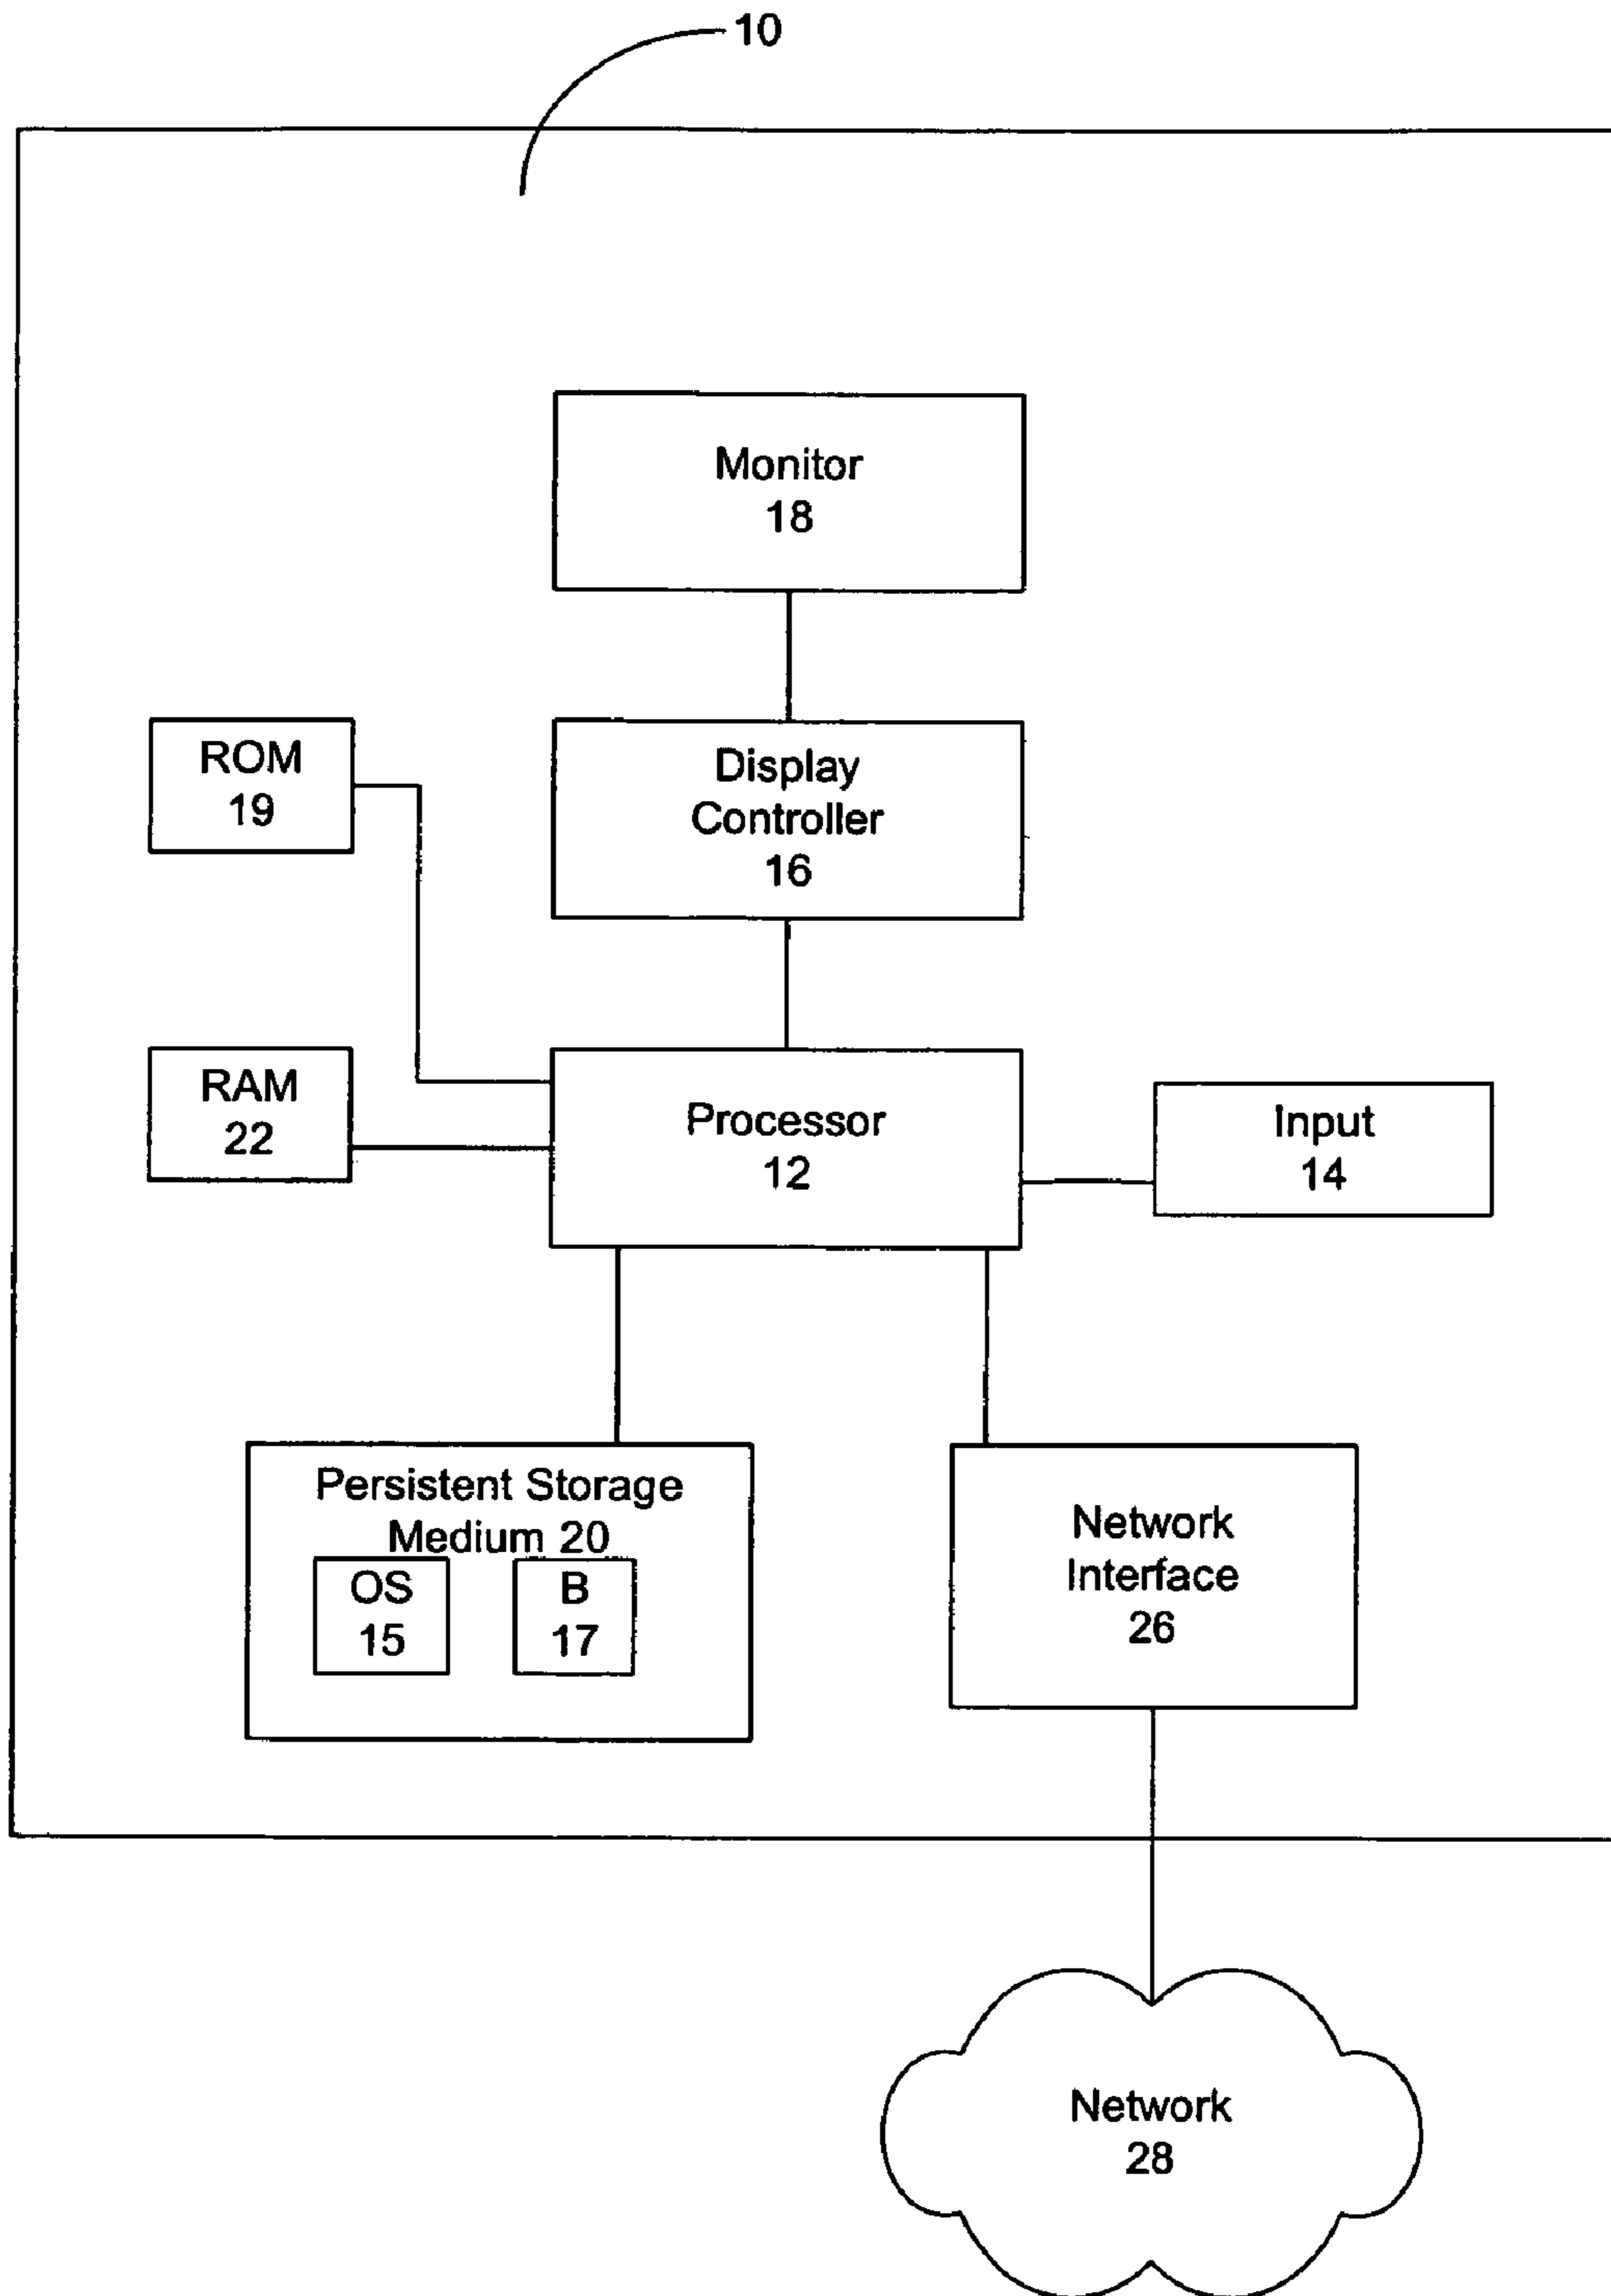 10
Monitor
18
ROM
19
Display
Controller
16
RAM
22
Processor
12
Input
14
Persistent Storage
Medium 20
OS
15
B
17
Network
Interface
26
Network
28